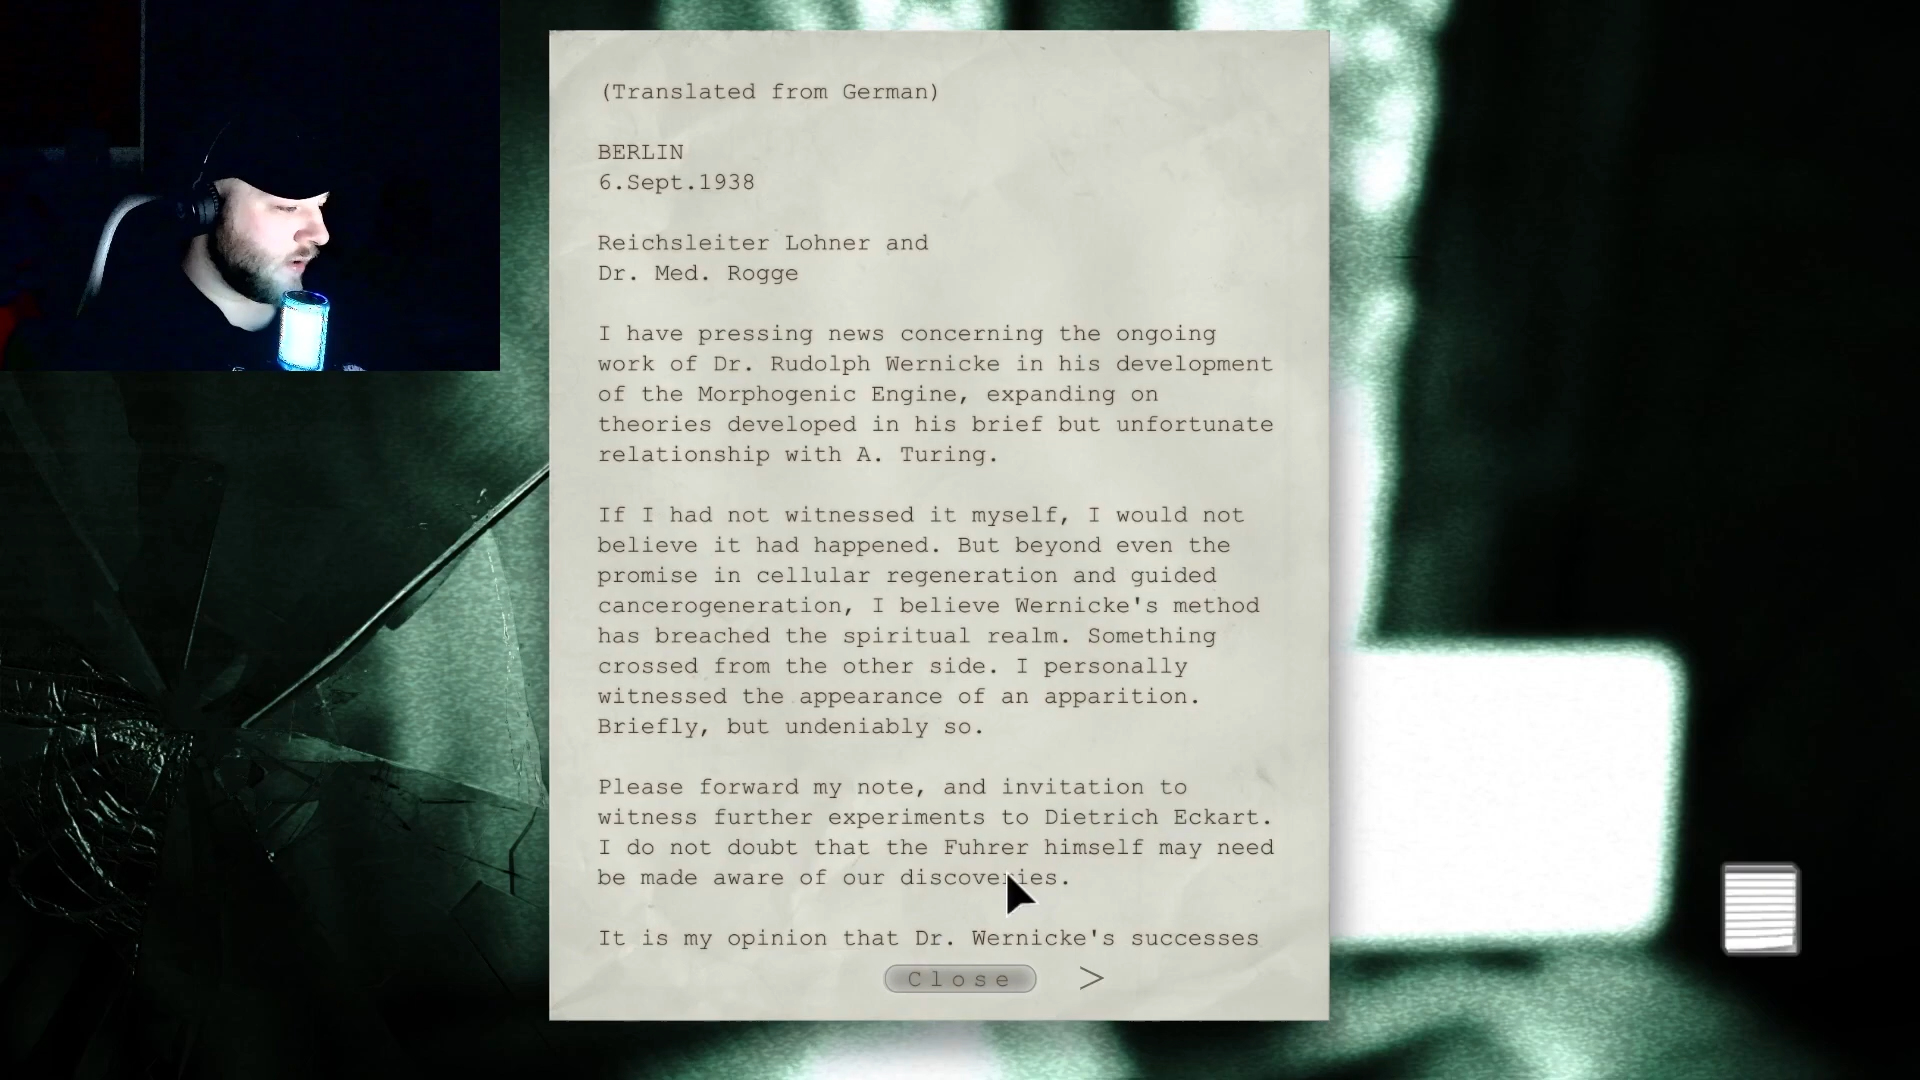 (Translated from German)
BERLIN
6.Sept.1938
Reichsleiter Lohner and
Dr. Med. Rogge
I have pressing news concerning the ongoing
work of Dr. Rudolph Wernicke in his development
of the Morphogenic Engine, expanding on
theories developed in his brief but unfortunate
relationship with A. Turing.
If I had not witnessed it myself, I would not
believe it had happened. But beyond even the
promise in cellular regeneration and guided
cancerogeneration, I believe Wernicke's method
has breached the spiritual realm. Something
crossed from the other side. I personally
witnessed the appearance of an apparition.
Briefly, but undeniably so.
Please forward my note, and invitation to
witness further experiments to Dietrich Eckart.
I do not doubt that the Fuhrer himself may need
be made aware of our discoveries.
It is my opinion that Dr. Wernicke's successes
Close >